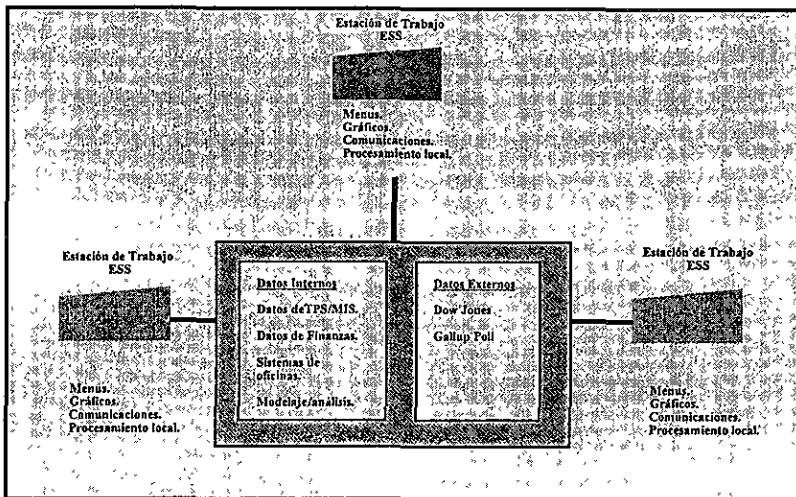 Estación de Trabajo
ESS
Menus.
Gráficos.
Comunicaciones.
Procesamiento local.
Estación de Trabajo
ESS
Menus.
Gráficos.
Comunicaciones.
Procesamiento local.
Datos Internos
Datos deTPS/MIS.
Datos de Finanzas.
Sistemas de
oficinas.
Modelaje/análisis.
Datos Externos
Dow Jones
Gallup Poll
Estación de Trabajo
ESS
Menus.
Gráficos.
Comunicaciones.
Procesamiento local.